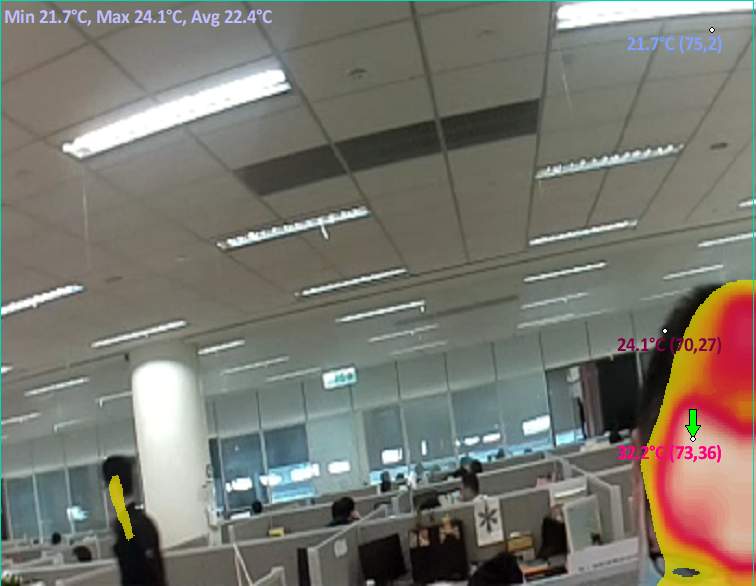 Min 21.7°C, Max 24.1°C, Avg 22.4°C
21.7°C (75,2)
24.1°C (70,27)
32.2°C (73,36)